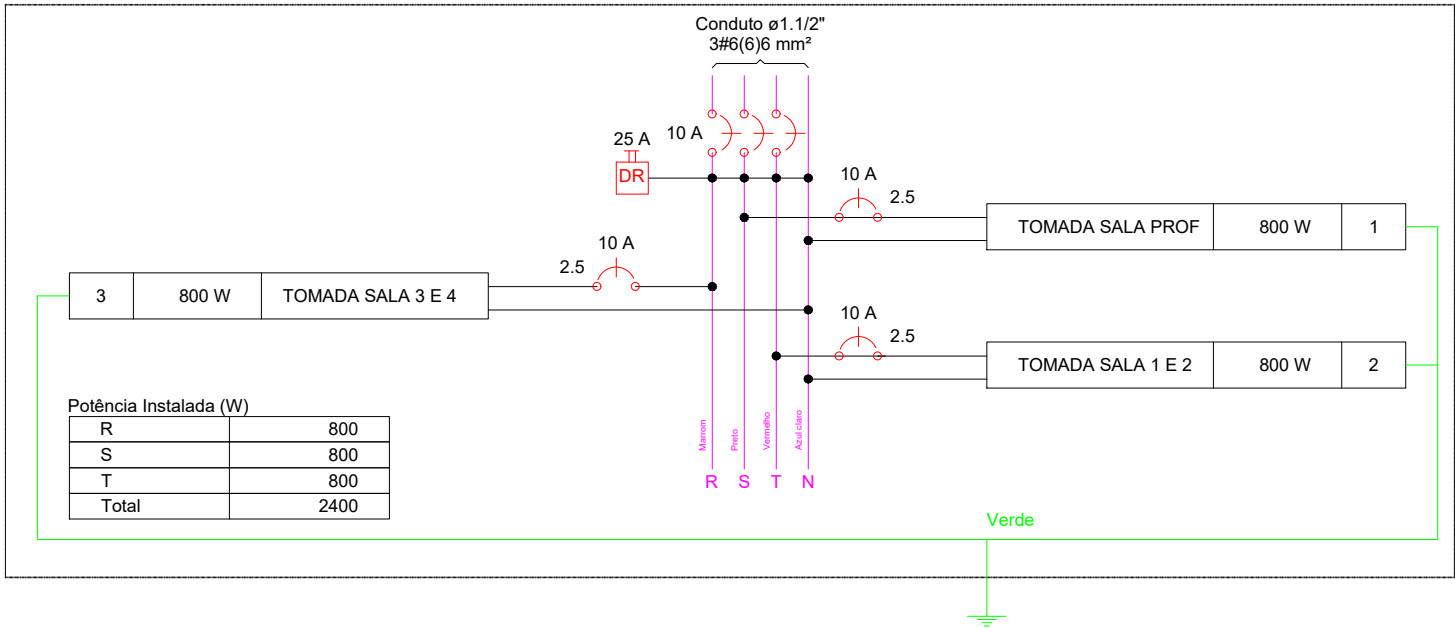 Conduto ø1.1/2"
3#6(6)6 mm²
25 A
10 A
DR
10 A
2.5
TOMADA SALA PROF 800 W 1
10 A
2.5
3 800 W TOMADA SALA 3 E 4
10 A
2.5
TOMADA SALA 1 E 2 800 W 2
Potência Instalada (W)
R 800
S 800
T 800
Total 2400
Marrom
Preto
Vermelho
Azul claro
R S T N
Verde